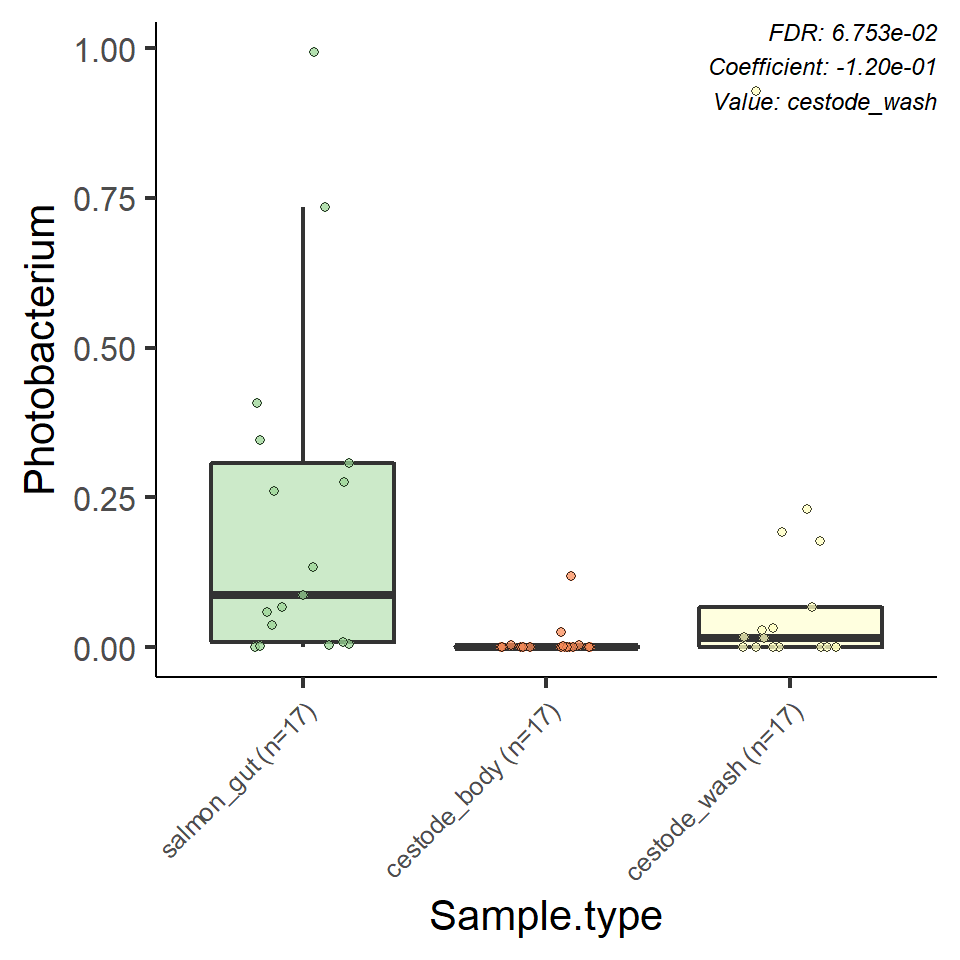 FDR: 6.753e-02
Coefficient: -1.20e-01
Value: cestode_wash
1.00
0.75
0.50
0.25
0.00
Photobacterium
salmon_gut (n=17)
cestode_body (n=17)
cestode_wash (n=17)
Sample.type